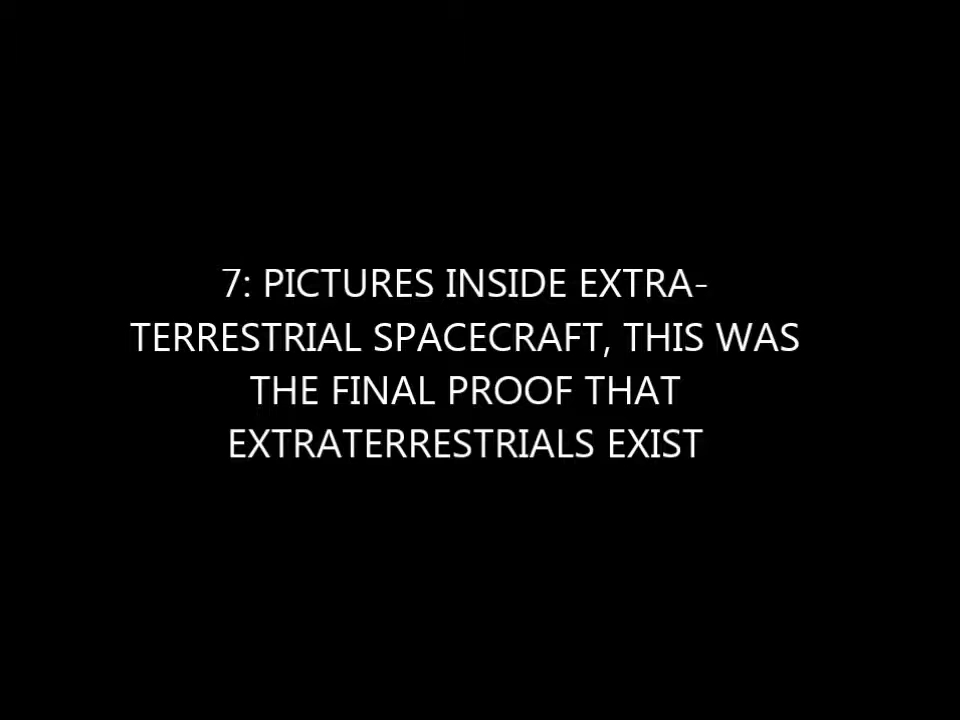 7: PICTURES INSIDE EXTRA-
TERRESTRIAL SPACECRAFT, THIS WAS
THE FINAL PROOF THAT
EXTRATERRESTRIALS EXIST